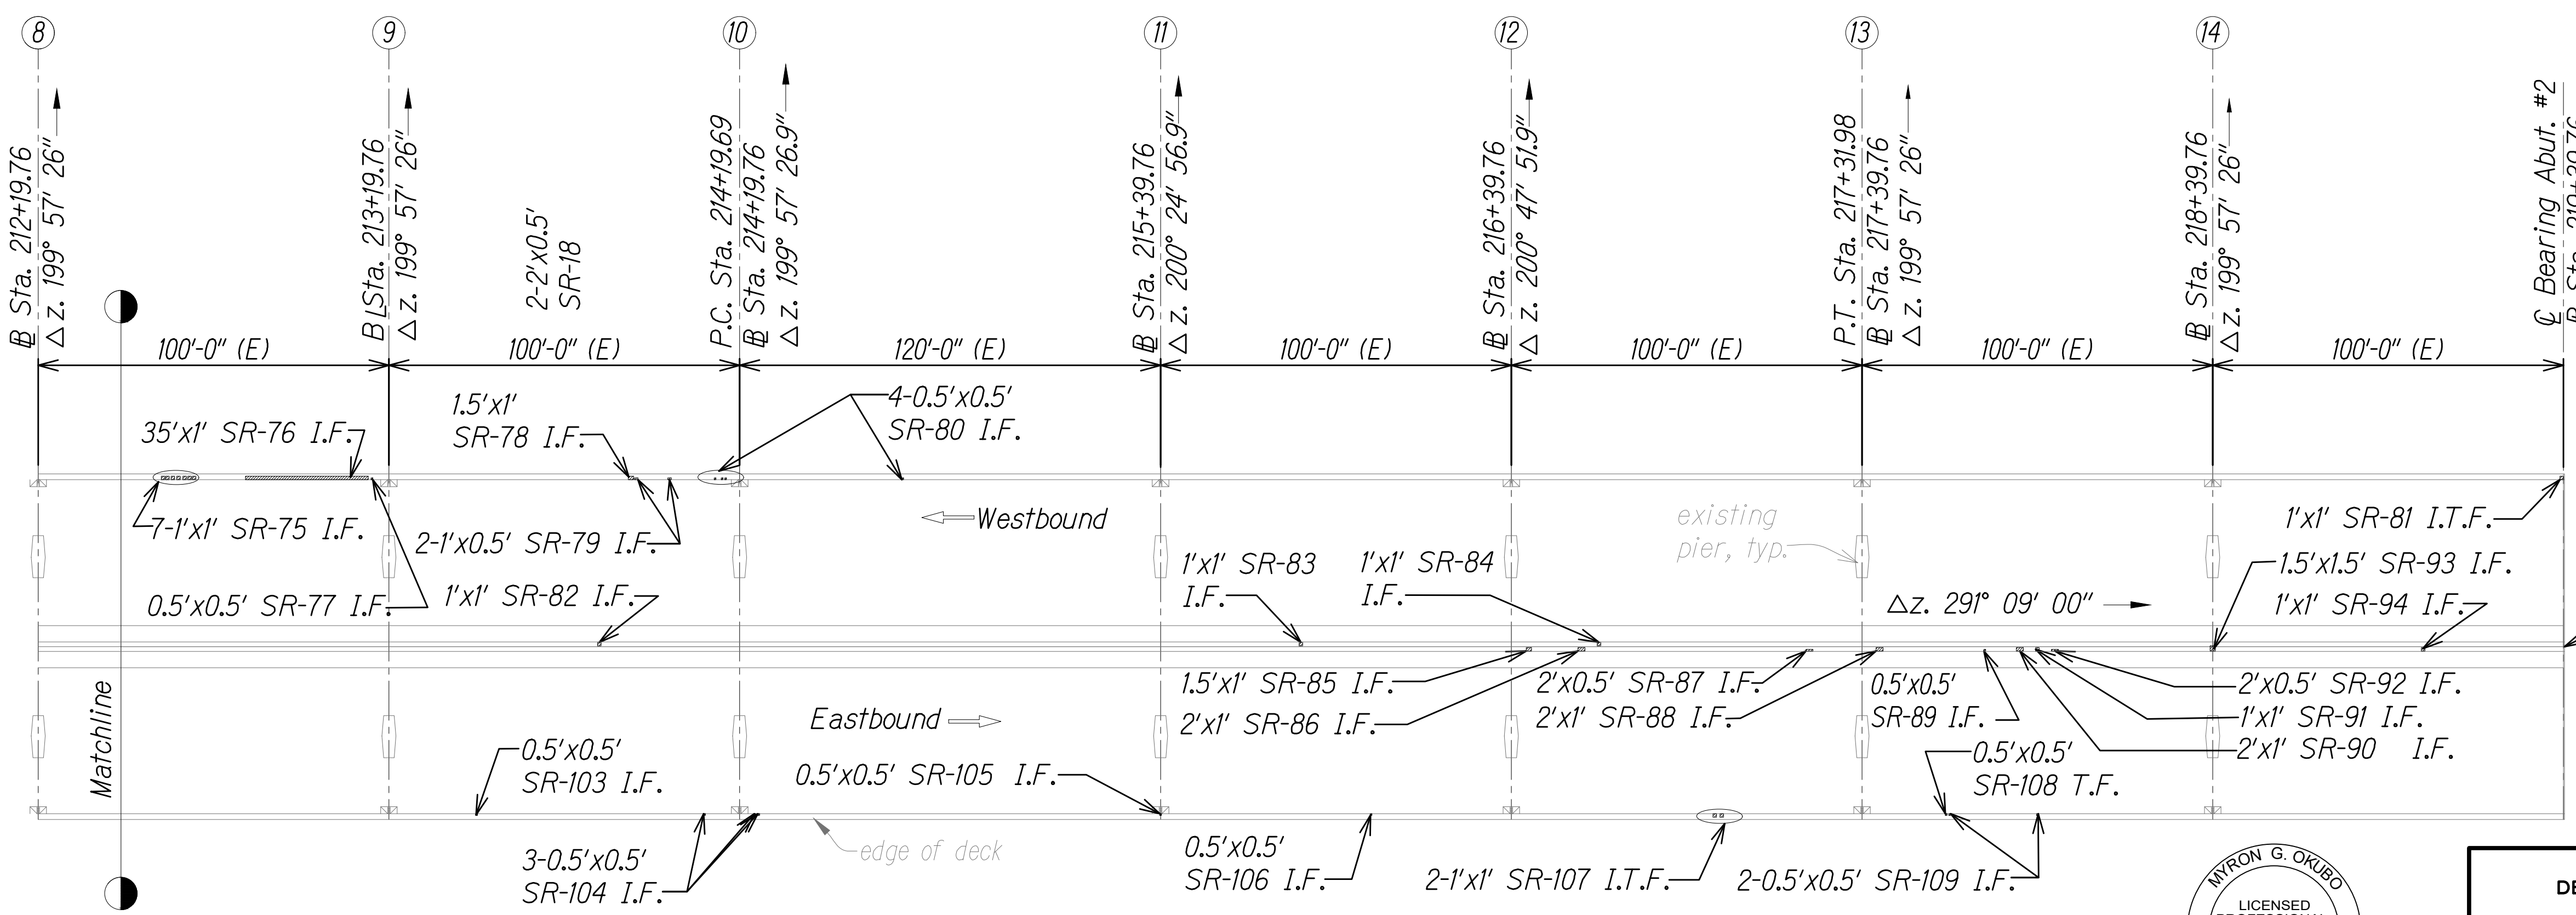 8
9
10
11
12
13
14
B Sta. 212+19.76
Δz. 199° 57' 26"
BLSta. 213+19.76
Δz. 199° 57' 26"
2-2'x0.5'
SR-18
P.C. Sta. 214+19.69
B Sta. 214+19.76
Δz. 199° 57' 26.9"
B Sta. 215+39.76
Δz. 200° 24' 56.9"
B Sta. 216+39.76
Δz. 200° 47' 51.9"
P.T. Sta. 217+31.98
B Sta. 217+39.76
Δz. 199° 57' 26"
B Sta. 218+39.76
Δz. 199° 57' 26"
℄ Bearing Abut. #2
100'-0" (E)
100'-0" (E)
120'-0" (E)
100'-0" (E)
100'-0" (E)
100'-0" (E)
100'-0" (E)
35'x1' SR-76 I.F.
1.5'x1'
SR-78 I.F.
4-0.5'x0.5'
SR-80 I.F.
7-1'x1' SR-75 I.F.
2-1'x0.5' SR-79 I.F.
Westbound
existing
pier, typ.
1'x1' SR-81 I.T.F.
0.5'x0.5' SR-77 I.F.
1'x1' SR-82 I.F.
1'x1' SR-83
I.F.
1'x1' SR-84
I.F.
Δz. 291° 09' 00"
1.5'x1.5' SR-93 I.F.
1'x1' SR-94 I.F.
Matchline
Eastbound
1.5'x1' SR-85 I.F.
2'x1' SR-86 I.F.
2'x0.5' SR-87 I.F.
2'x1' SR-88 I.F.
0.5'x0.5'
SR-89 I.F.
2'x0.5' SR-92 I.F.
1'x1' SR-91 I.F.
2'x1' SR-90 I.F.
0.5'x0.5'
SR-103 I.F.
0.5'x0.5' SR-105 I.F.
0.5'x0.5'
SR-108 T.F.
3-0.5'x0.5'
SR-104 I.F.
edge of deck
0.5'x0.5'
SR-106 I.F.
2-1'x1' SR-107 I.T.F.
2-0.5'x0.5' SR-109 I.F.
MYRON G. OKUBO
LICENSED
DE